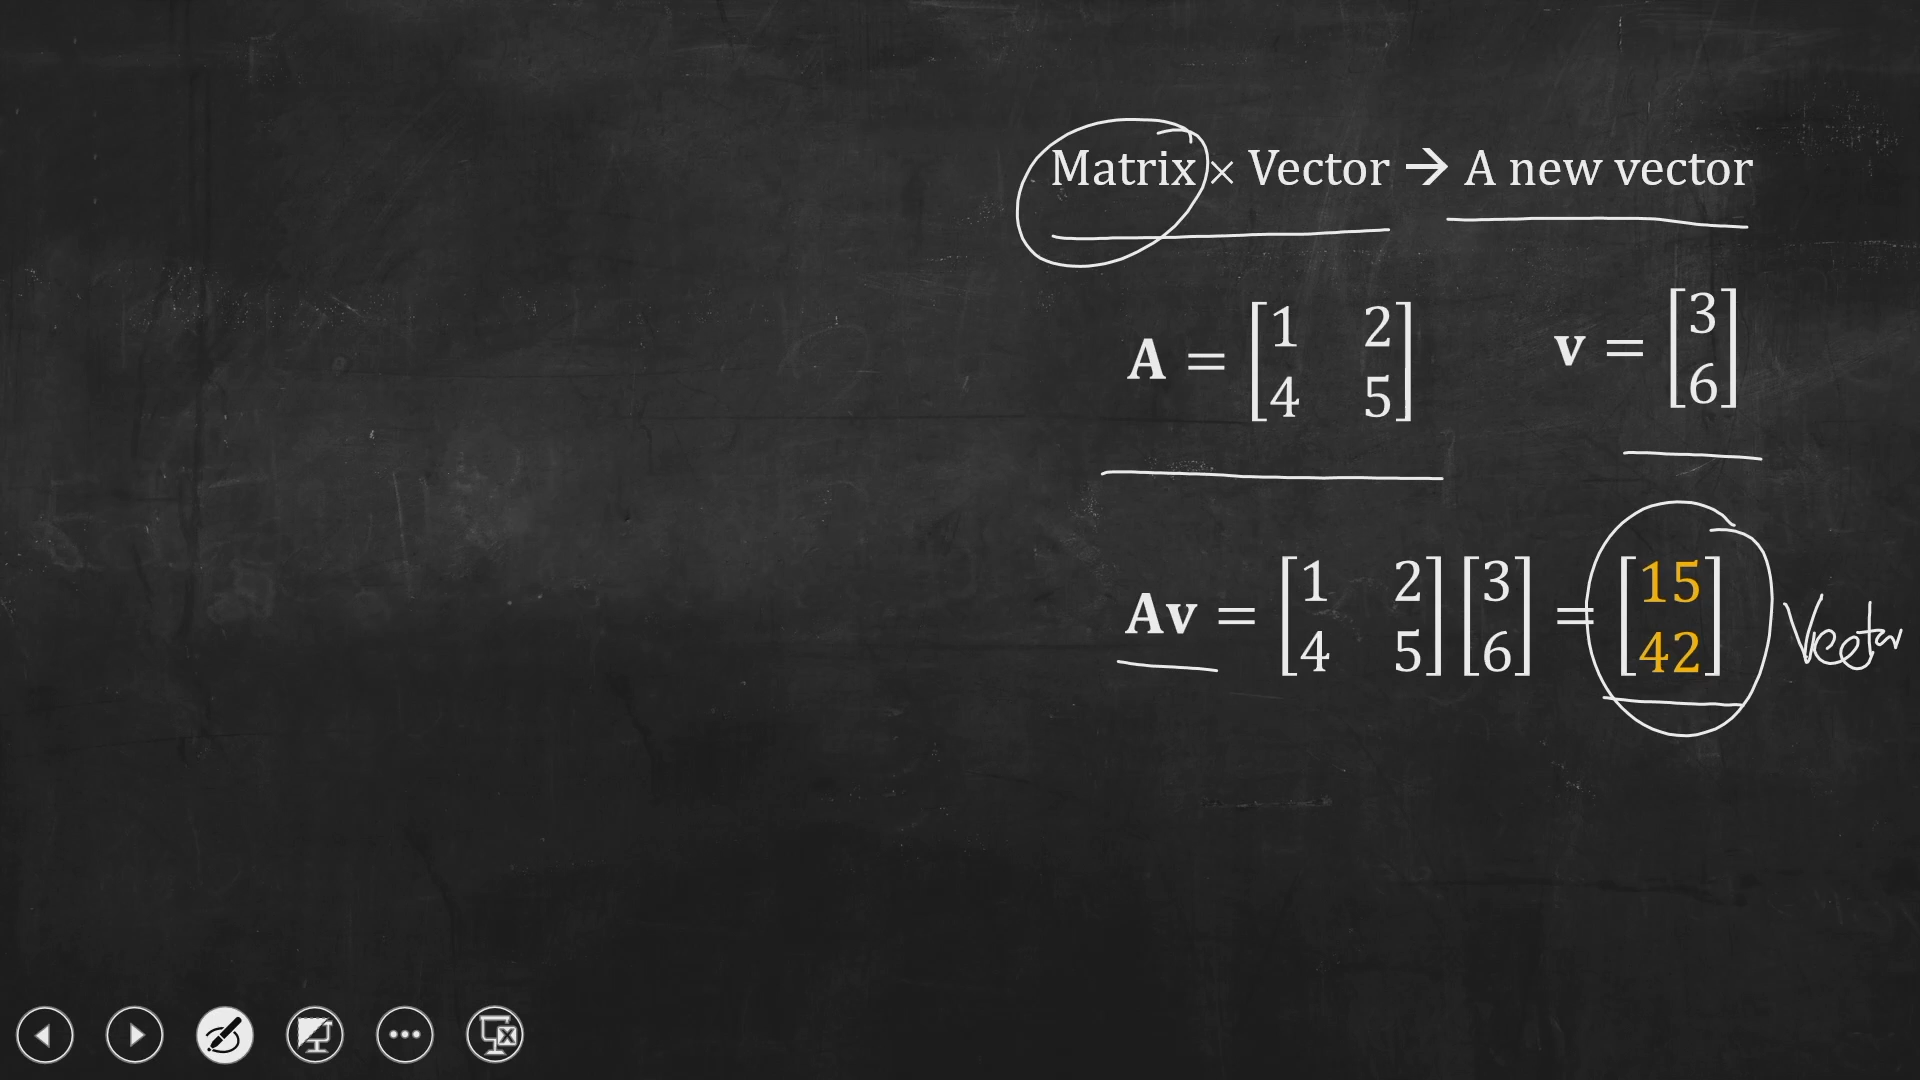 Matrix × Vector → A new vector
A = [1 2; 4 5] v = [3; 6]
Av = [1 2; 4 5] [3; 6] = [15; 42] Vector